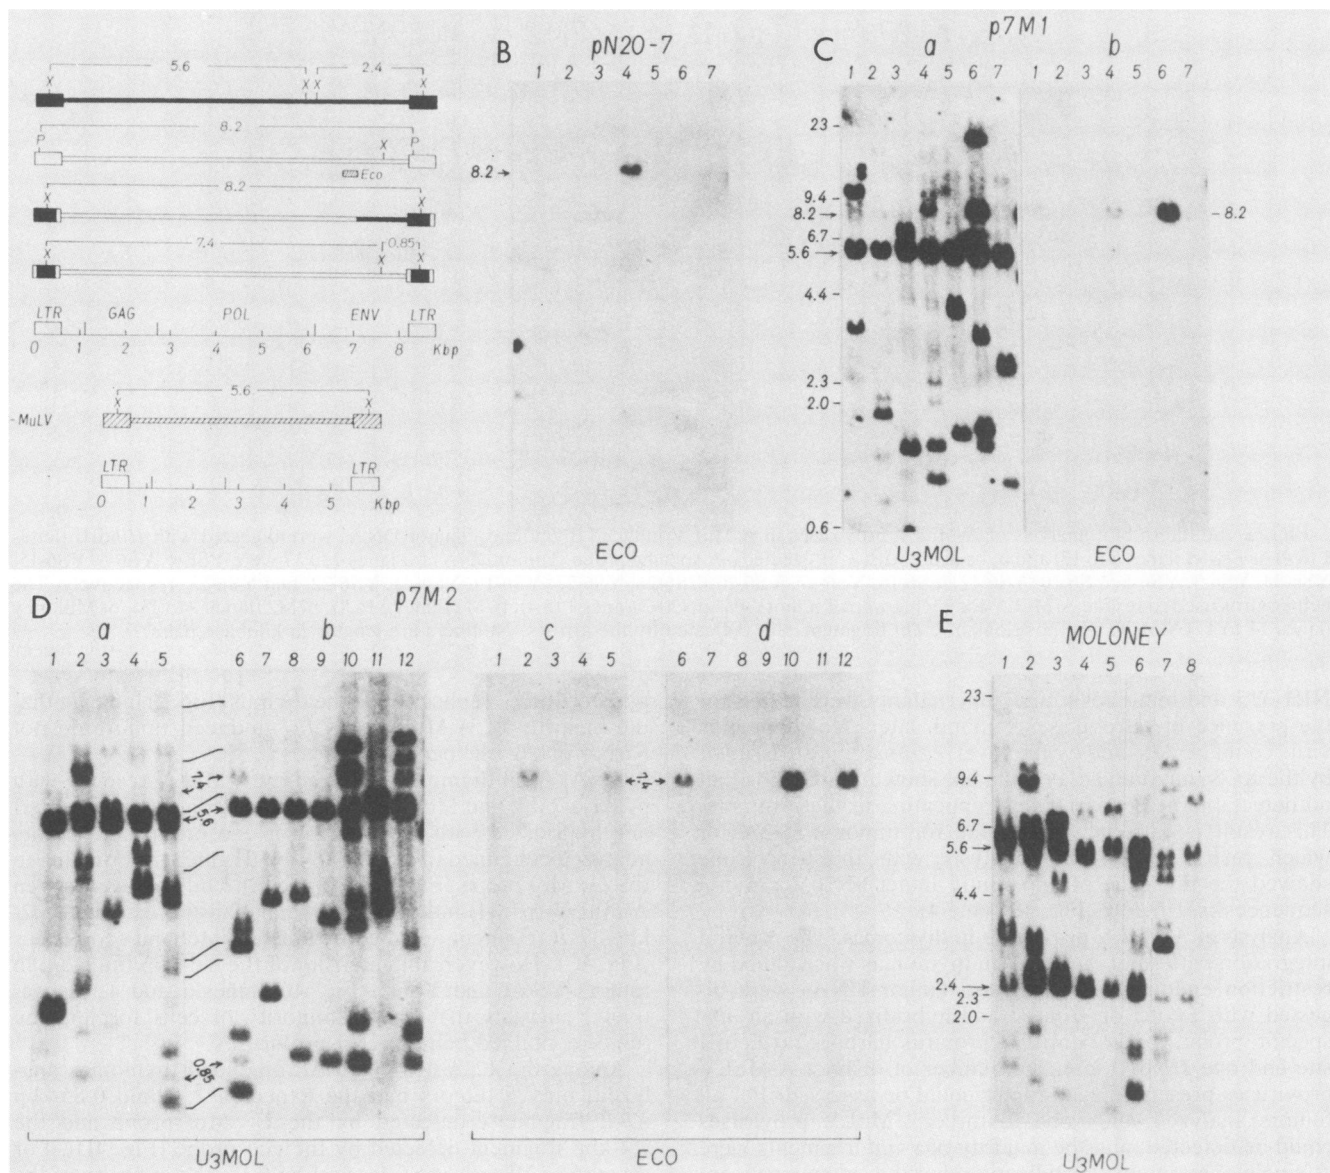 5.6 2.4
X X X X
8.2
P X P
Eco
8.2
X X
7.4 0.85
X X X
LTR GAG POL ENV LTR
0 1 2 3 4 5 6 7 8 Kbp
5.6
X X
-MuLV
LTR LTR
0 1 2 3 4 5 Kbp
B pN20-7
1 2 3 4 5 6 7
8.2
ECO
C p7M1
a b
1 2 3 4 5 6 7 1 2 3 4 5 6 7
23
9.4
8.2 -8.2
6.7
5.6
4.4
2.3
2.0
0.6
U3MOL ECO
D p7M2
a b c d
1 2 3 4 5 6 7 8 9 10 11 12 1 2 3 4 5 6 7 8 9 10 11 12
7.4 7.4
5.6
0.85
U3MOL ECO
E MOLONEY
1 2 3 4 5 6 7 8
23
9.4
6.7
5.6
4.4
2.4
2.3
2.0
U3MOL